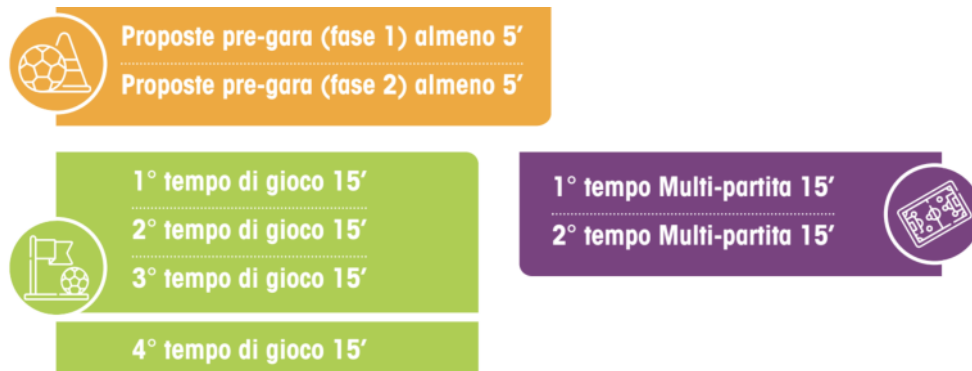 Proposte pre-gara (fase 1) almeno 5’
Proposte pre-gara (fase 2) almeno 5’
1° tempo di gioco 15’
2° tempo di gioco 15’
3° tempo di gioco 15’
4° tempo di gioco 15’
1° tempo Multi-partita 15’
2° tempo Multi-partita 15’